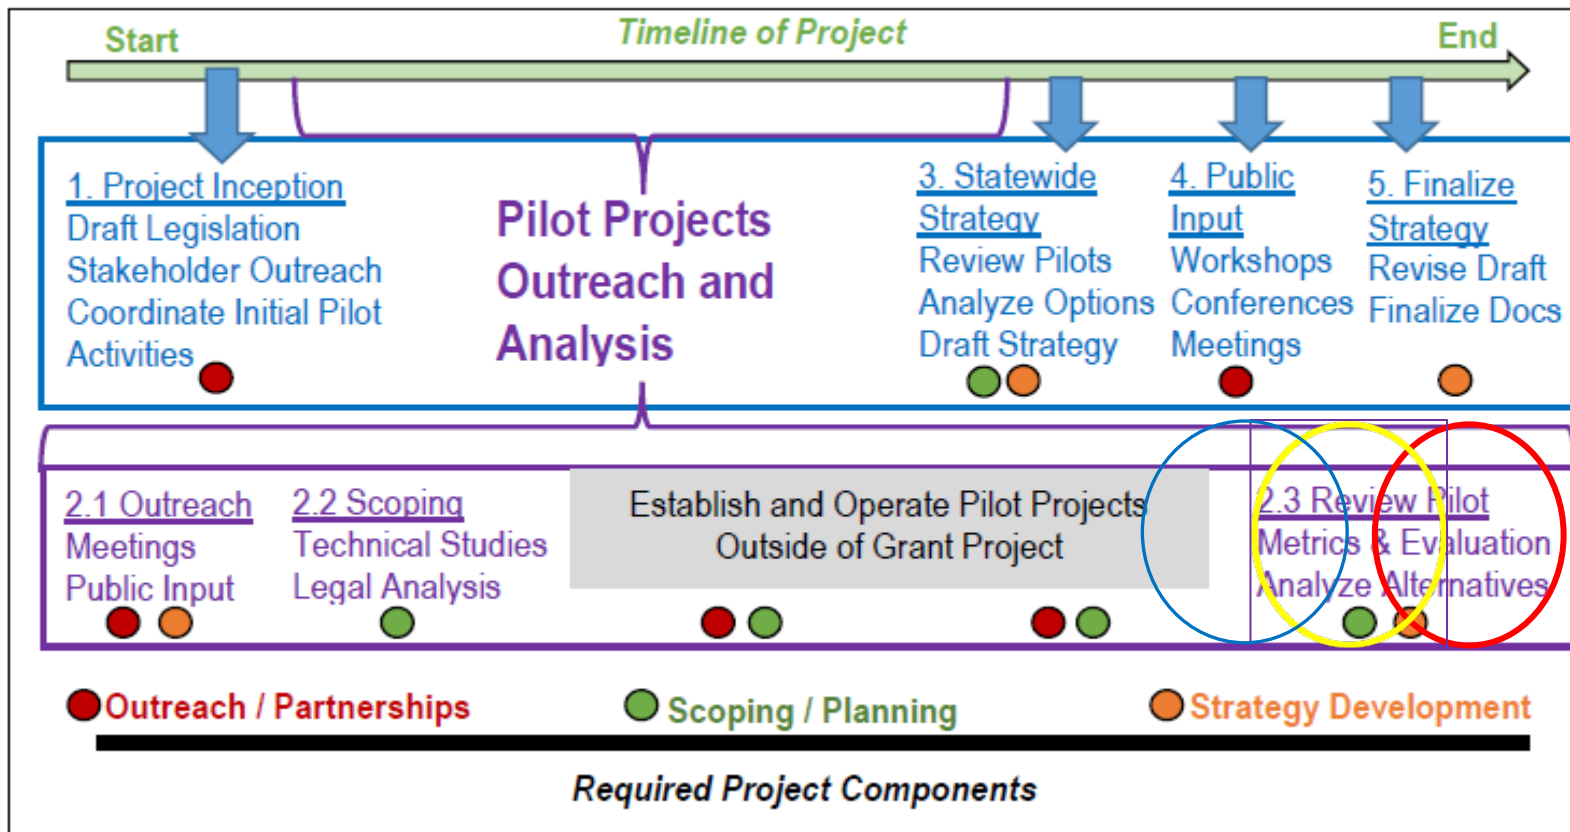 Start
Timeline of Project
End
1. Project Inception
Draft Legislation
Stakeholder Outreach
Coordinate Initial Pilot
Activities
Pilot Projects
Outreach and
Analysis
3. Statewide
Strategy
Review Pilots
Analyze Options
Draft Strategy
4. Public
Input
Workshops
Conferences
Meetings
5. Finalize
Strategy
Revise Draft
Finalize Docs
2.1 Outreach
Meetings
Public Input
2.2 Scoping
Technical Studies
Legal Analysis
Establish and Operate Pilot Projects
Outside of Grant Project
2.3 Review Pilot
Metrics & Evaluation
Analyze Alternatives
Outreach / Partnerships
Scoping / Planning
Strategy Development
Required Project Components